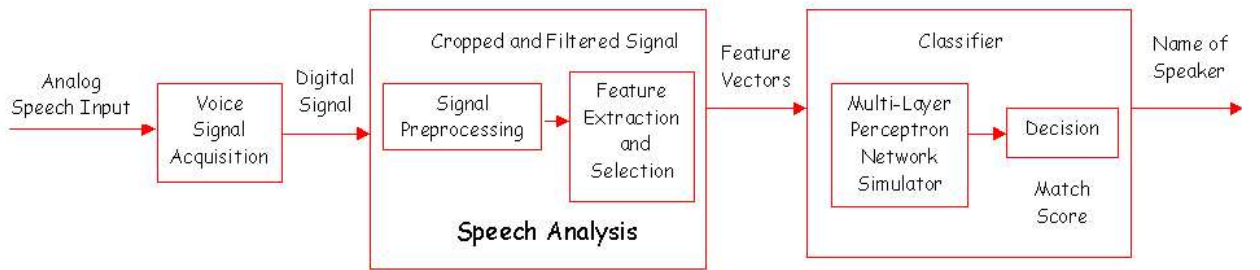 Analog
Speech Input
Voice
Signal
Acquisition
Digital
Signal
Cropped and Filtered Signal
Signal
Preprocessing
Feature
Extraction
and
Selection
Speech Analysis
Feature
Vectors
Classifier
Multi-Layer
Perceptron
Network
Simulator
Decision
Match
Score
Name of
Speaker